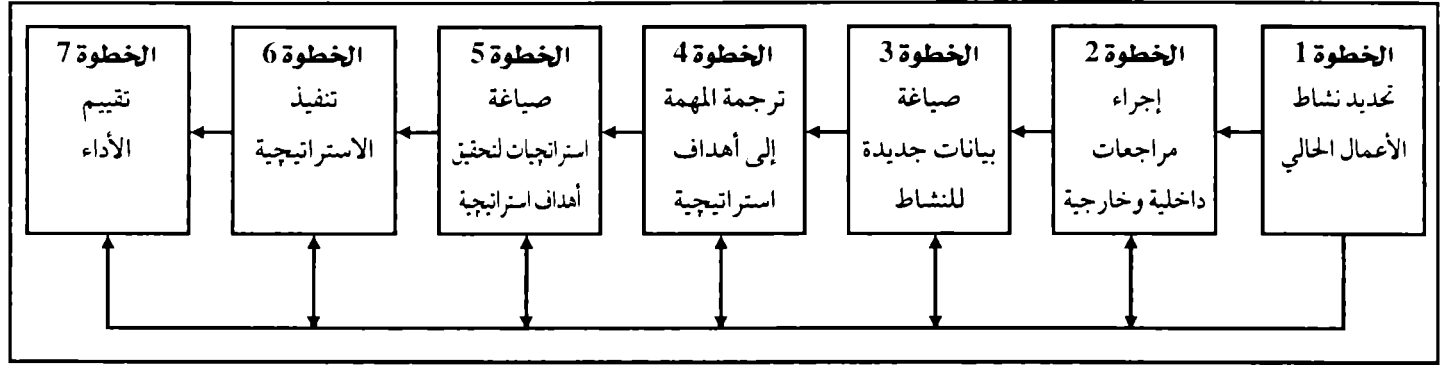 الخطوة 1
تحديد نشاط
الأعمال الحالي
الخطوة 2
إجراء
مراجعات
داخلية وخارجية
الخطوة 3
صياغة
بيانات جديدة
للنشاط
الخطوة 4
ترجمة المهمة
إلى أهداف
استراتيجية
الخطوة 5
صياغة
استراتجيات لتحقيق
أهداف استراتيجية
الخطوة 6
تنفيذ
الاستراتيجية
الخطوة 7
تقييم
الأداء